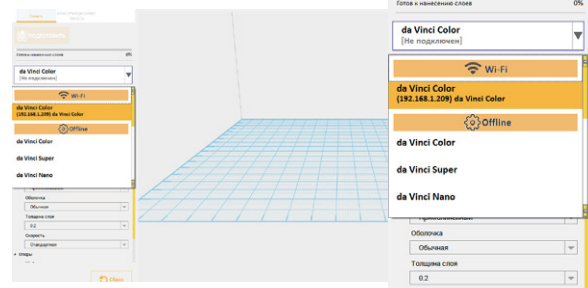 Печать
Готов к нанесению слоев 0%
da Vinci Color
[Не подключен]
Wi-Fi
da Vinci Color
(192.168.1.209) da Vinci Color
Offline
da Vinci Color
da Vinci Super
da Vinci Nano
Оболочка
Обычная
Толщина слоя
0.2
Скорость
Стандартная
Опоры
Сброс
Готов к нанесению слоев 0%
da Vinci Color
[Не подключен]
Wi-Fi
da Vinci Color
(192.168.1.209) da Vinci Color
Offline
da Vinci Color
da Vinci Super
da Vinci Nano
Оболочка
Обычная
Толщина слоя
0.2